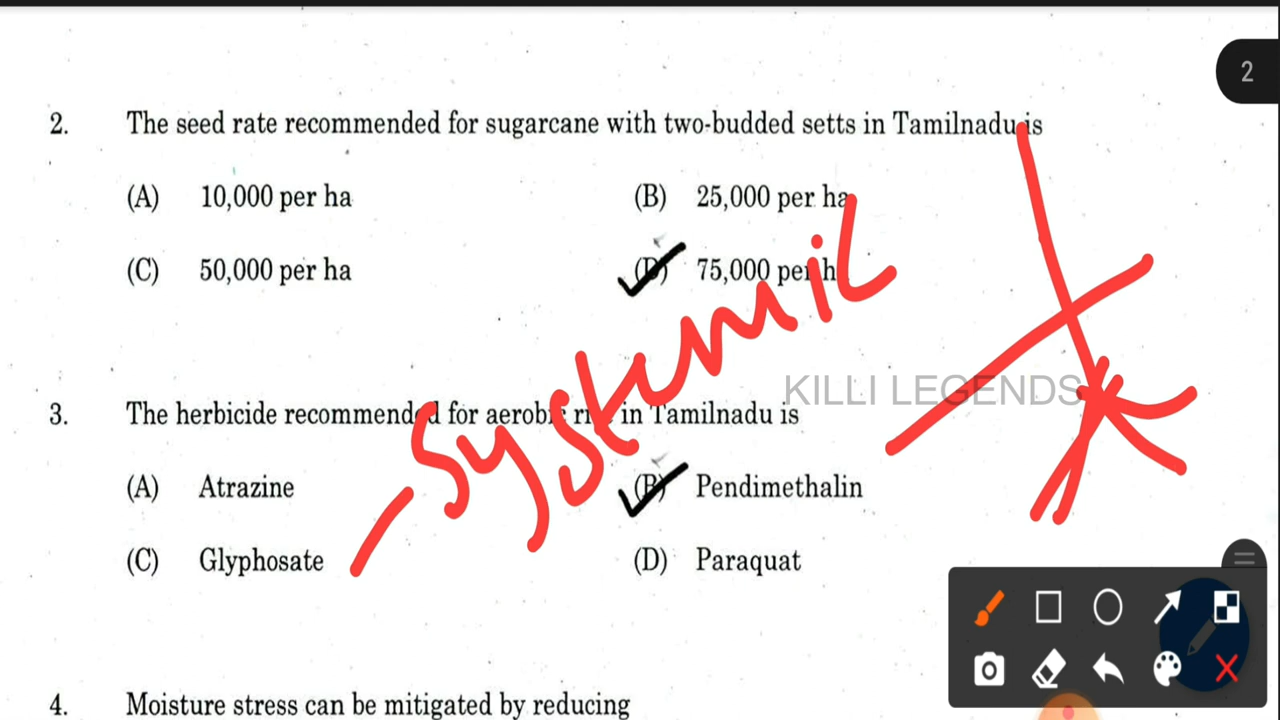 2
2. The seed rate recommended for sugarcane with two-budded setts in Tamilnadu is
(A) 10,000 per ha (B) 25,000 per ha
(C) 50,000 per ha (D) 75,000 per ha
KILLI LEGENDS
3. The herbicide recommended for aerobic rice in Tamilnadu is
(A) Atrazine (B) Pendimethalin
systemic
(C) Glyphosate (D) Paraquat
4. Moisture stress can be mitigated by reducing